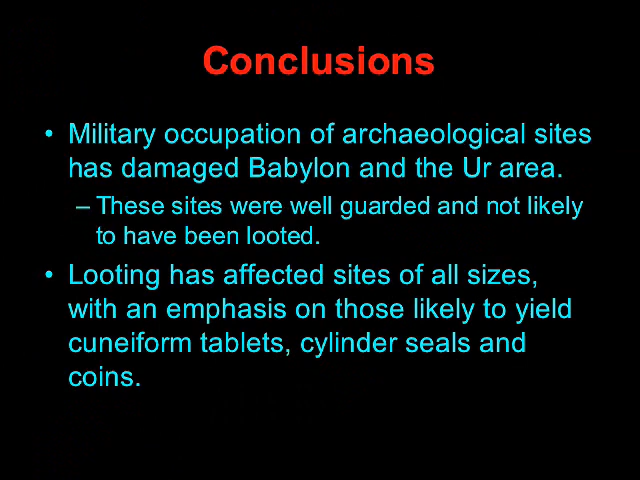 Conclusions
• Military occupation of archaeological sites
has damaged Babylon and the Ur area.
– These sites were well guarded and not likely
to have been looted.
• Looting has affected sites of all sizes,
with an emphasis on those likely to yield
cuneiform tablets, cylinder seals and
coins.